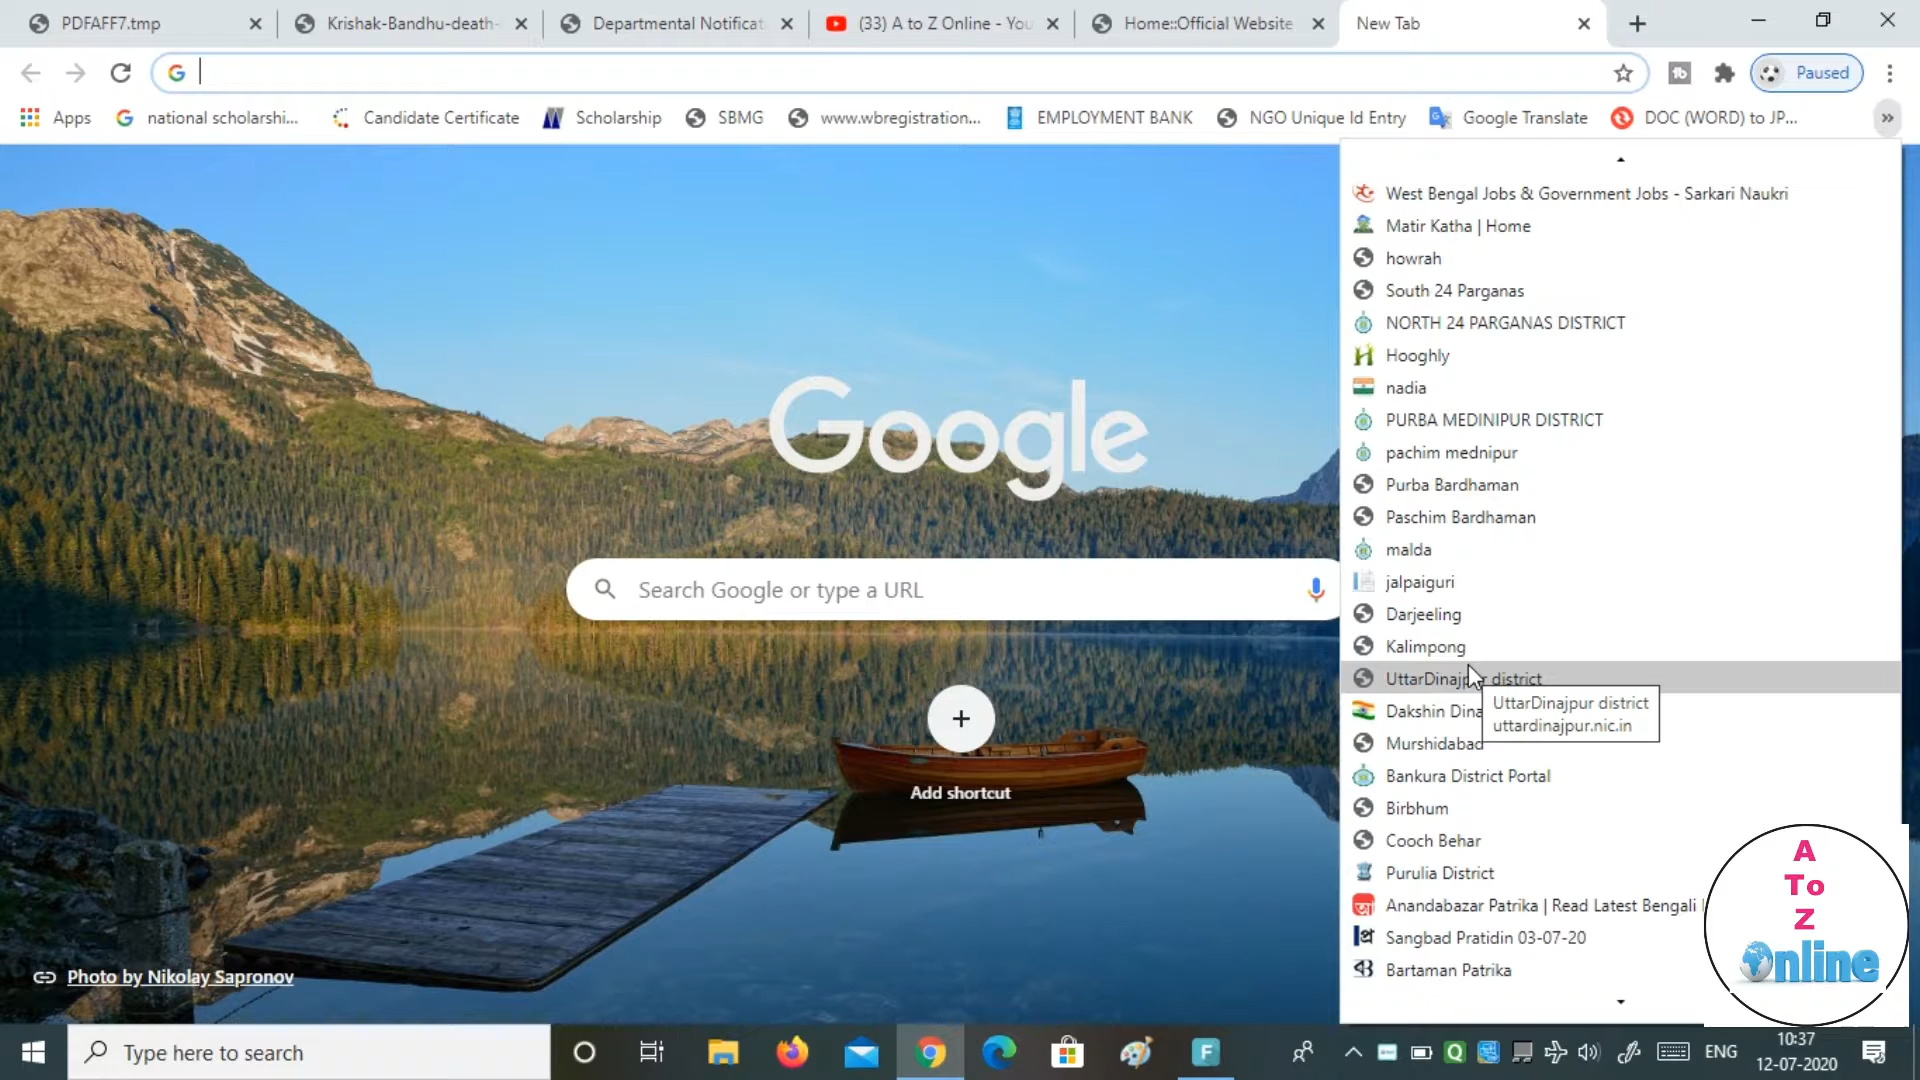 PDFAFF7.tmp
Krishak-Bandhu-death-
Departmental Notificat
(33) A to Z Online - You
Home::Official Website
New Tab
Paused
Apps
national scholarshi...
Candidate Certificate
Scholarship
SBMG
www.wbregistration...
EMPLOYMENT BANK
NGO Unique Id Entry
Google Translate
DOC (WORD) to JP...
West Bengal Jobs & Government Jobs - Sarkari Naukri
Matir Katha | Home
howrah
South 24 Parganas
NORTH 24 PARGANAS DISTRICT
Hooghly
nadia
PURBA MEDINIPUR DISTRICT
pachim mednipur
Purba Bardhaman
Paschim Bardhaman
malda
jalpaiguri
Darjeeling
Kalimpong
UttarDinajpur district
UttarDinajpur district
uttardinajpur.nic.in
Dakshin Dina
Murshidabad
Bankura District Portal
Birbhum
Cooch Behar
Purulia District
Anandabazar Patrika | Read Latest Bengali
Sangbad Pratidin 03-07-20
Bartaman Patrika
Google
Search Google or type a URL
Add shortcut
Photo by Nikolay Sapronov
A
To
Z
Online
Type here to search
ENG
10:37
12-07-2020